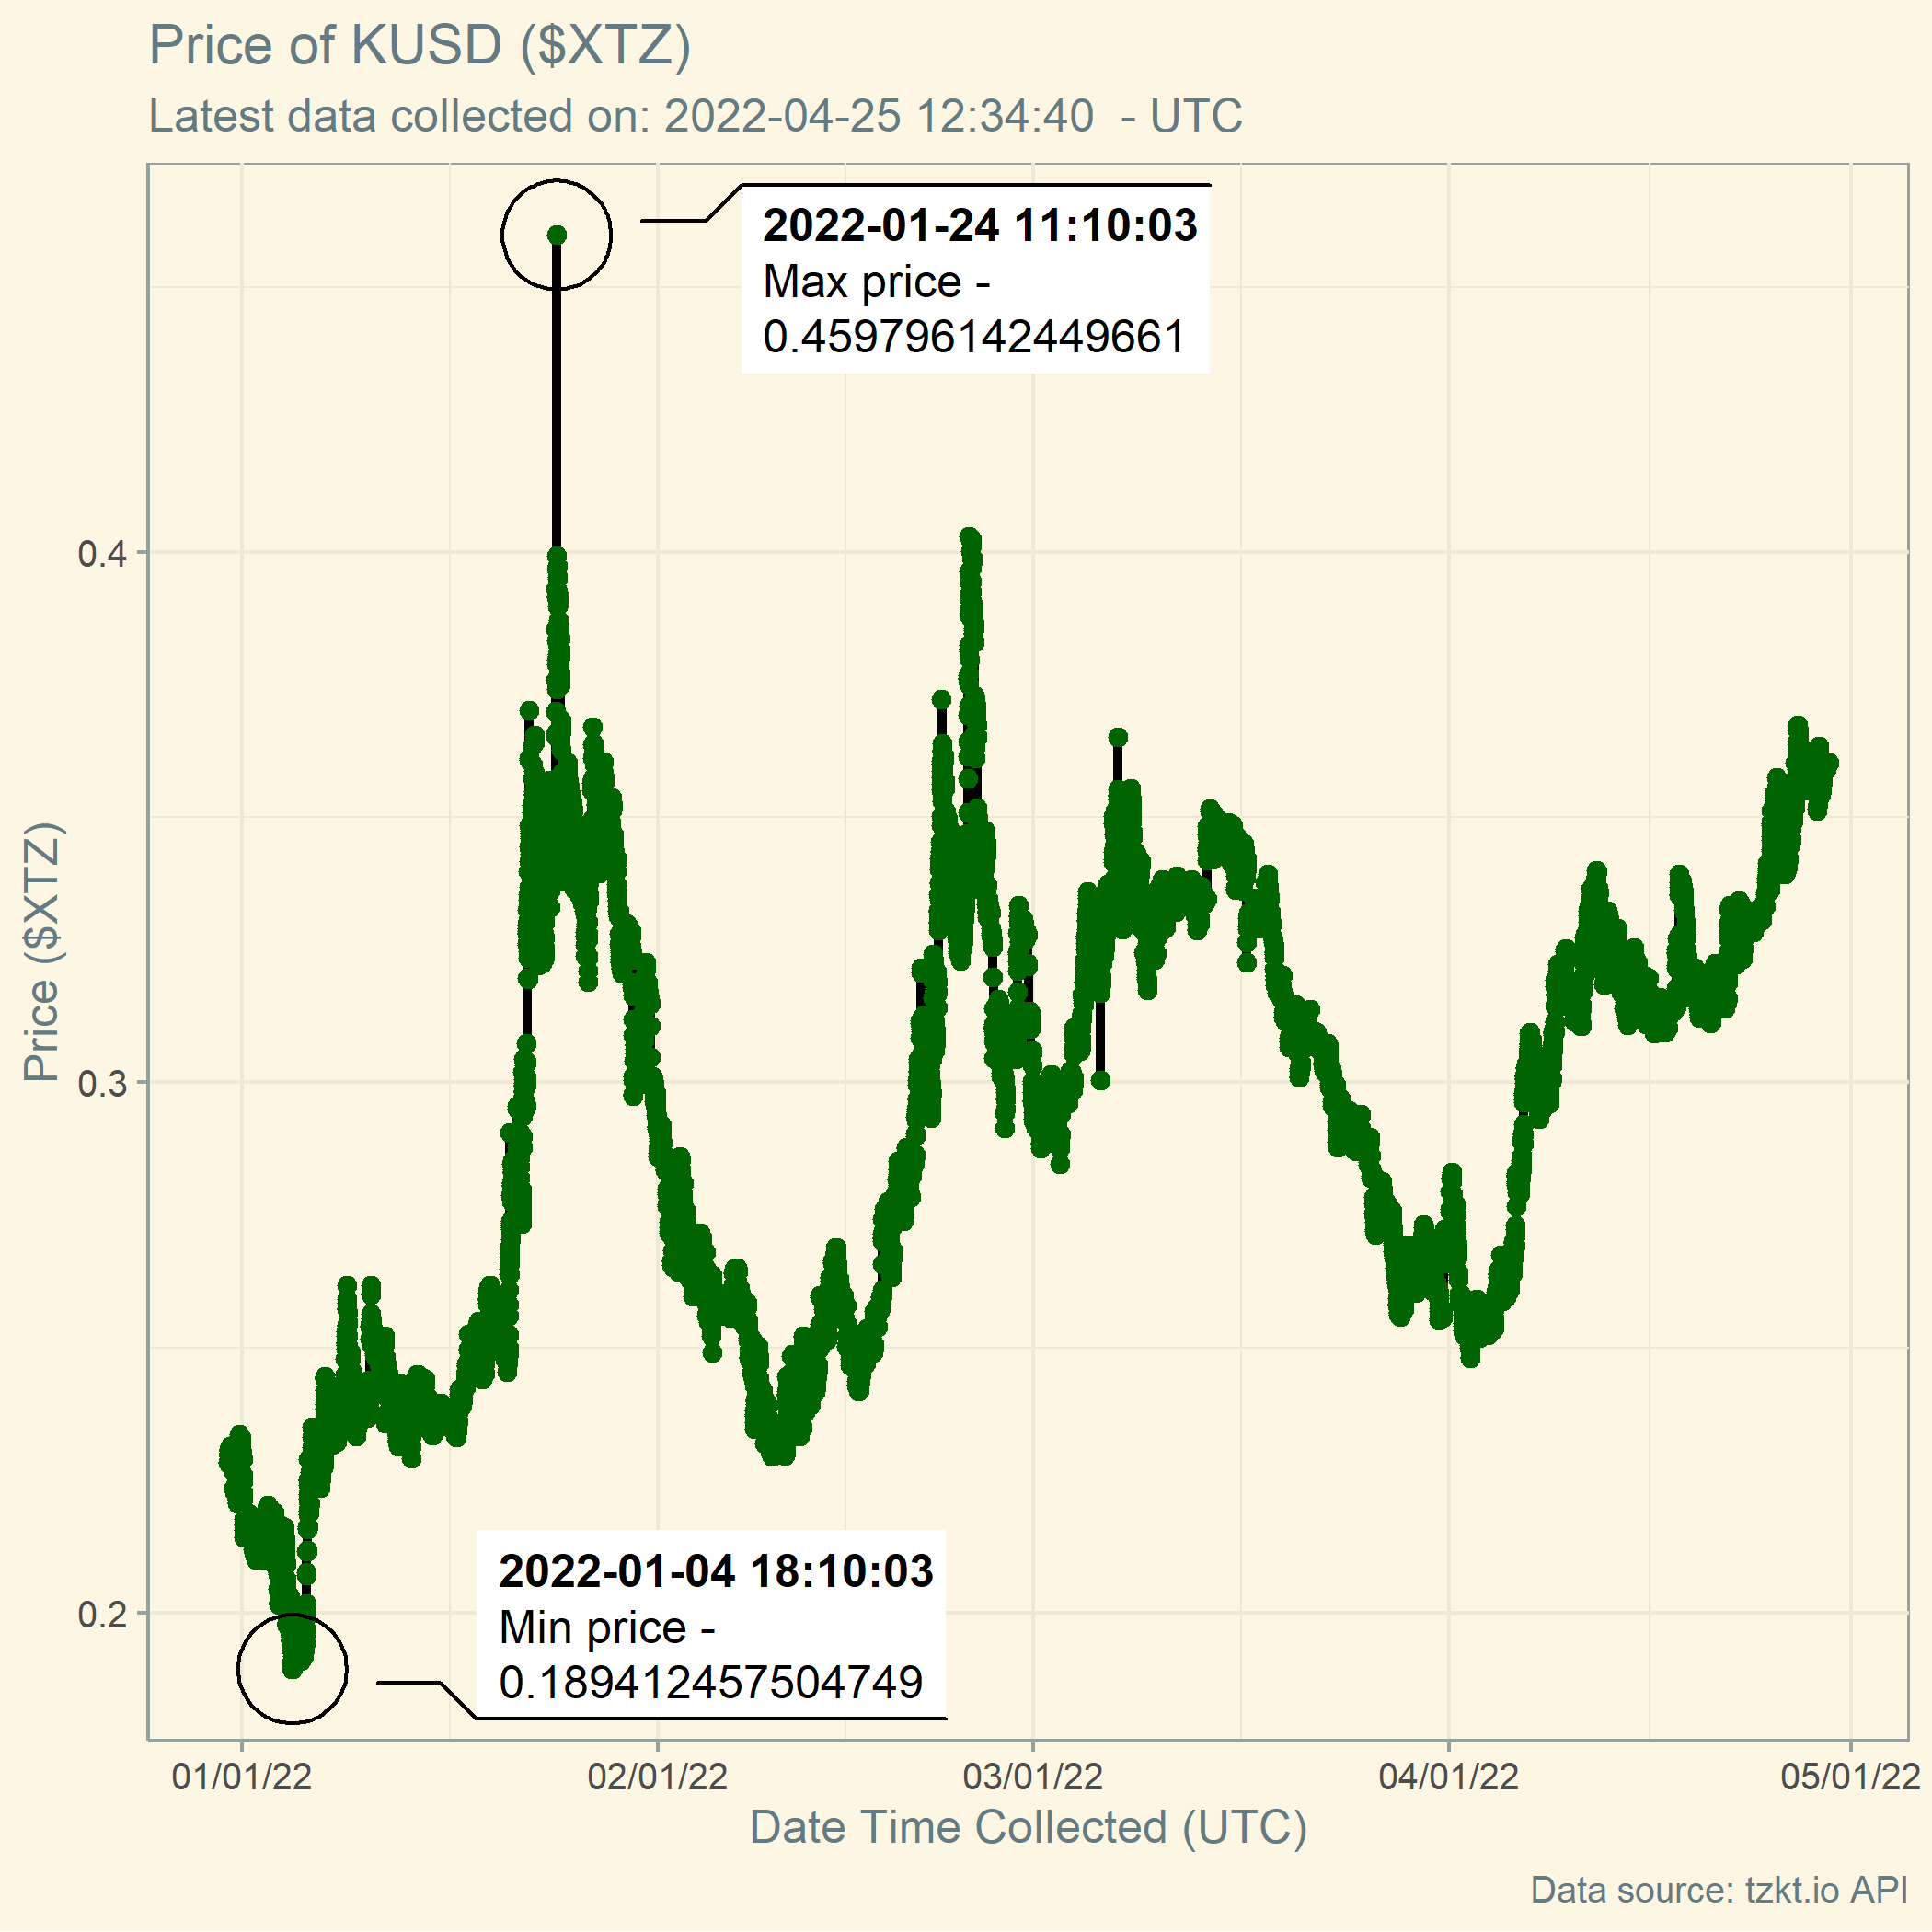 Price of KUSD ($XTZ)
Latest data collected on: 2022-04-25 12:34:40  - UTC
2022-01-24 11:10:03
Max price -
0.459796142449661
0.4
0.3
0.2
Price ($XTZ)
2022-01-04 18:10:03
Min price -
0.189412457504749
01/01/22 02/01/22 03/01/22 04/01/22 05/01/22
Date Time Collected (UTC)
Data source: tzkt.io API